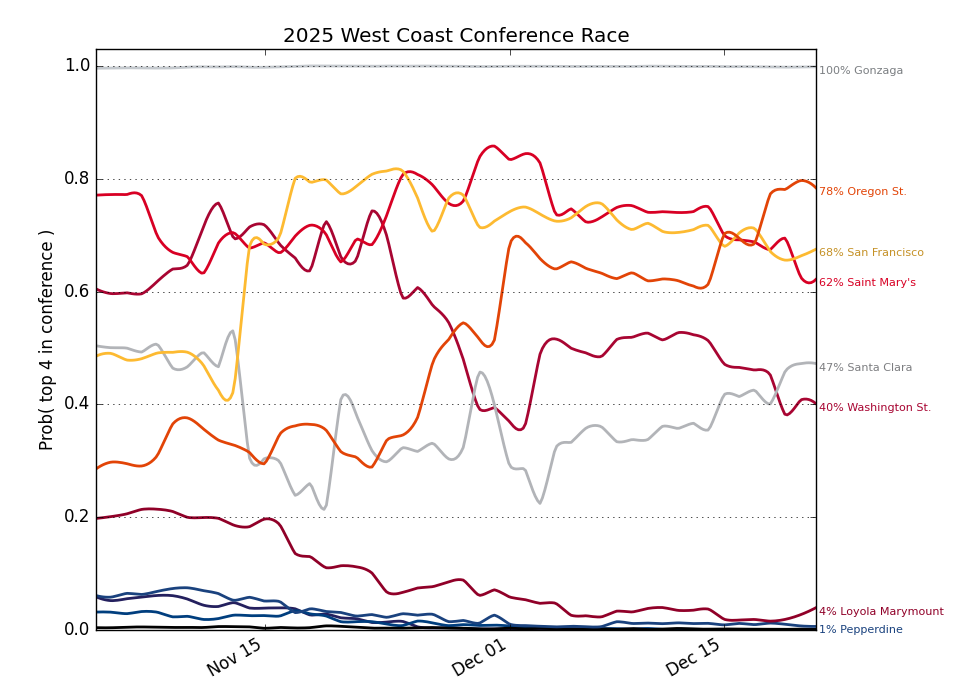 2025 West Coast Conference Race
Prob( top 4 in conference )
1.0
0.8
0.6
0.4
0.2
0.0
Nov 15
Dec 01
Dec 15
100% Gonzaga
78% Oregon St.
68% San Francisco
62% Saint Mary's
47% Santa Clara
40% Washington St.
4% Loyola Marymount
1% Pepperdine